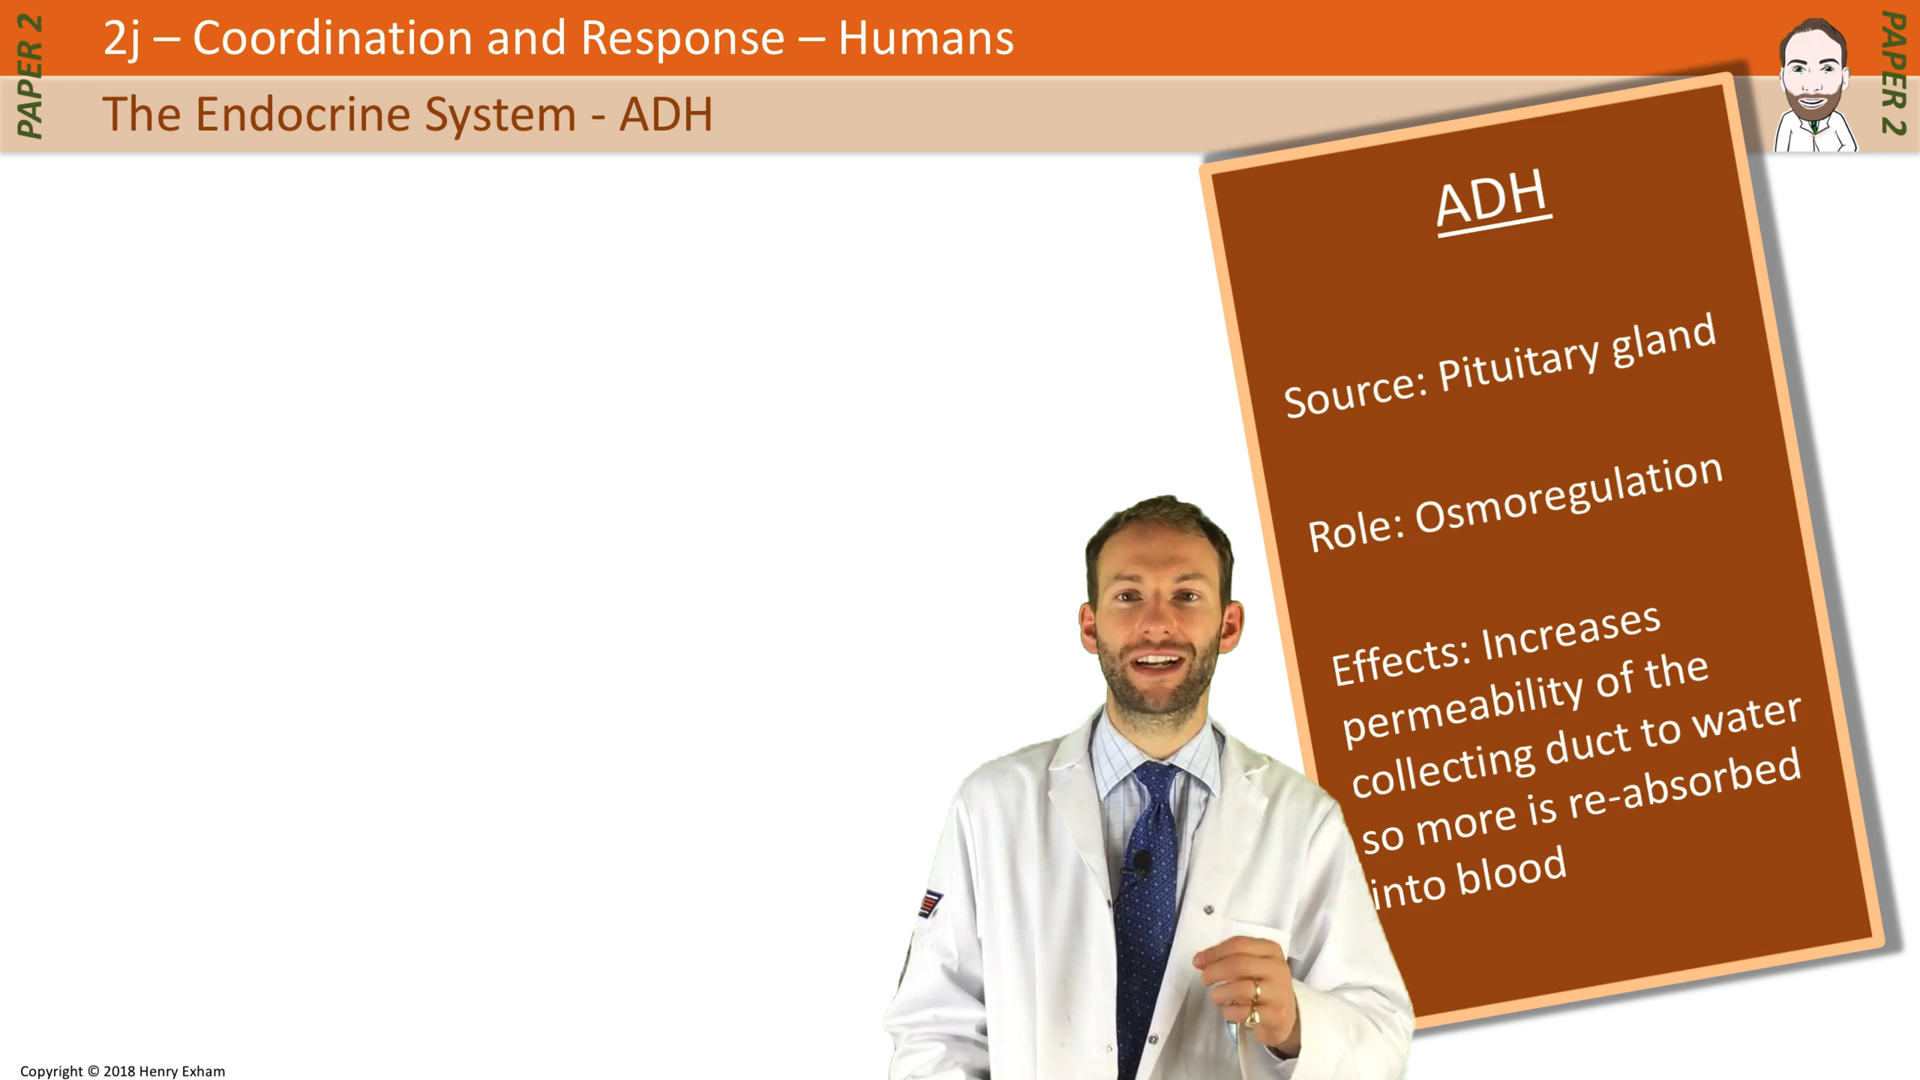 PAPER 2
2j – Coordination and Response – Humans
PAPER 2
The Endocrine System - ADH
ADH
Source: Pituitary gland
Role: Osmoregulation
Effects: Increases
permeability of the
collecting duct to water
so more is re-absorbed
into blood
Copyright © 2018 Henry Exham